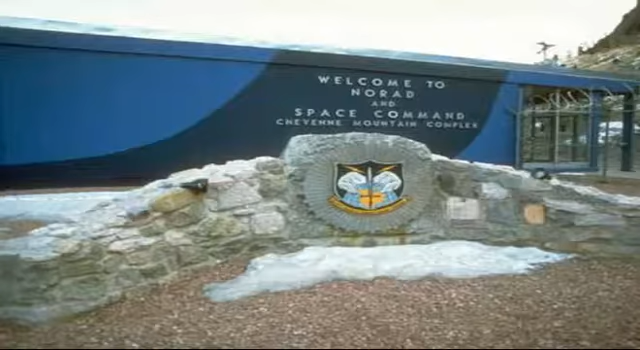 WELCOME TO
NORAD
AND
SPACE COMMAND
CHEYENNE MOUNTAIN COMPLEX